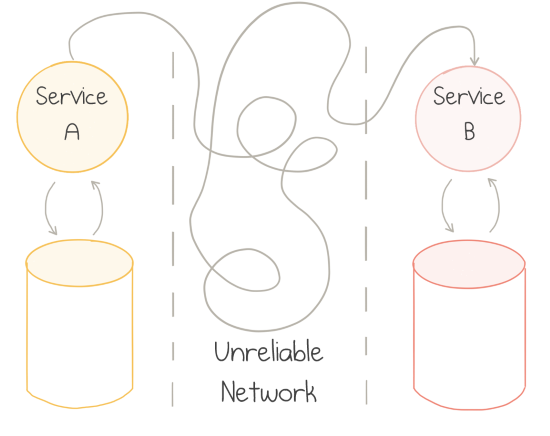 Service
A
Service
B
Unreliable
Network